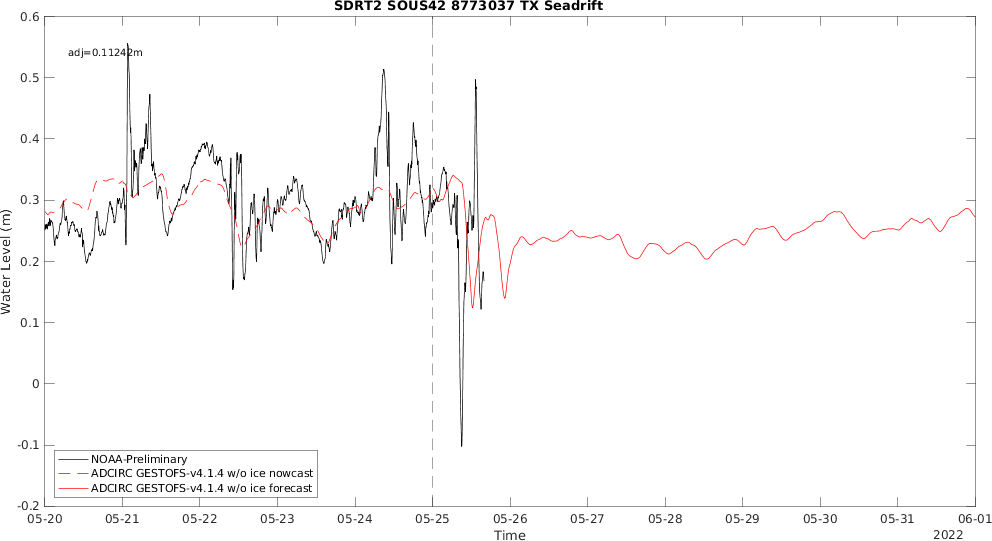 SDRT2 SOUS42 8773037 TX Seadrift
adj=0.11242m
Water Level (m)
0.6
0.5
0.4
0.3
0.2
0.1
0
-0.1
-0.2
NOAA-Preliminary
ADCIRC GESTOFS-v4.1.4 w/o ice nowcast
ADCIRC GESTOFS-v4.1.4 w/o ice forecast
05-20 05-21 05-22 05-23 05-24 05-25 05-26 05-27 05-28 05-29 05-30 05-31 06-01
Time
2022